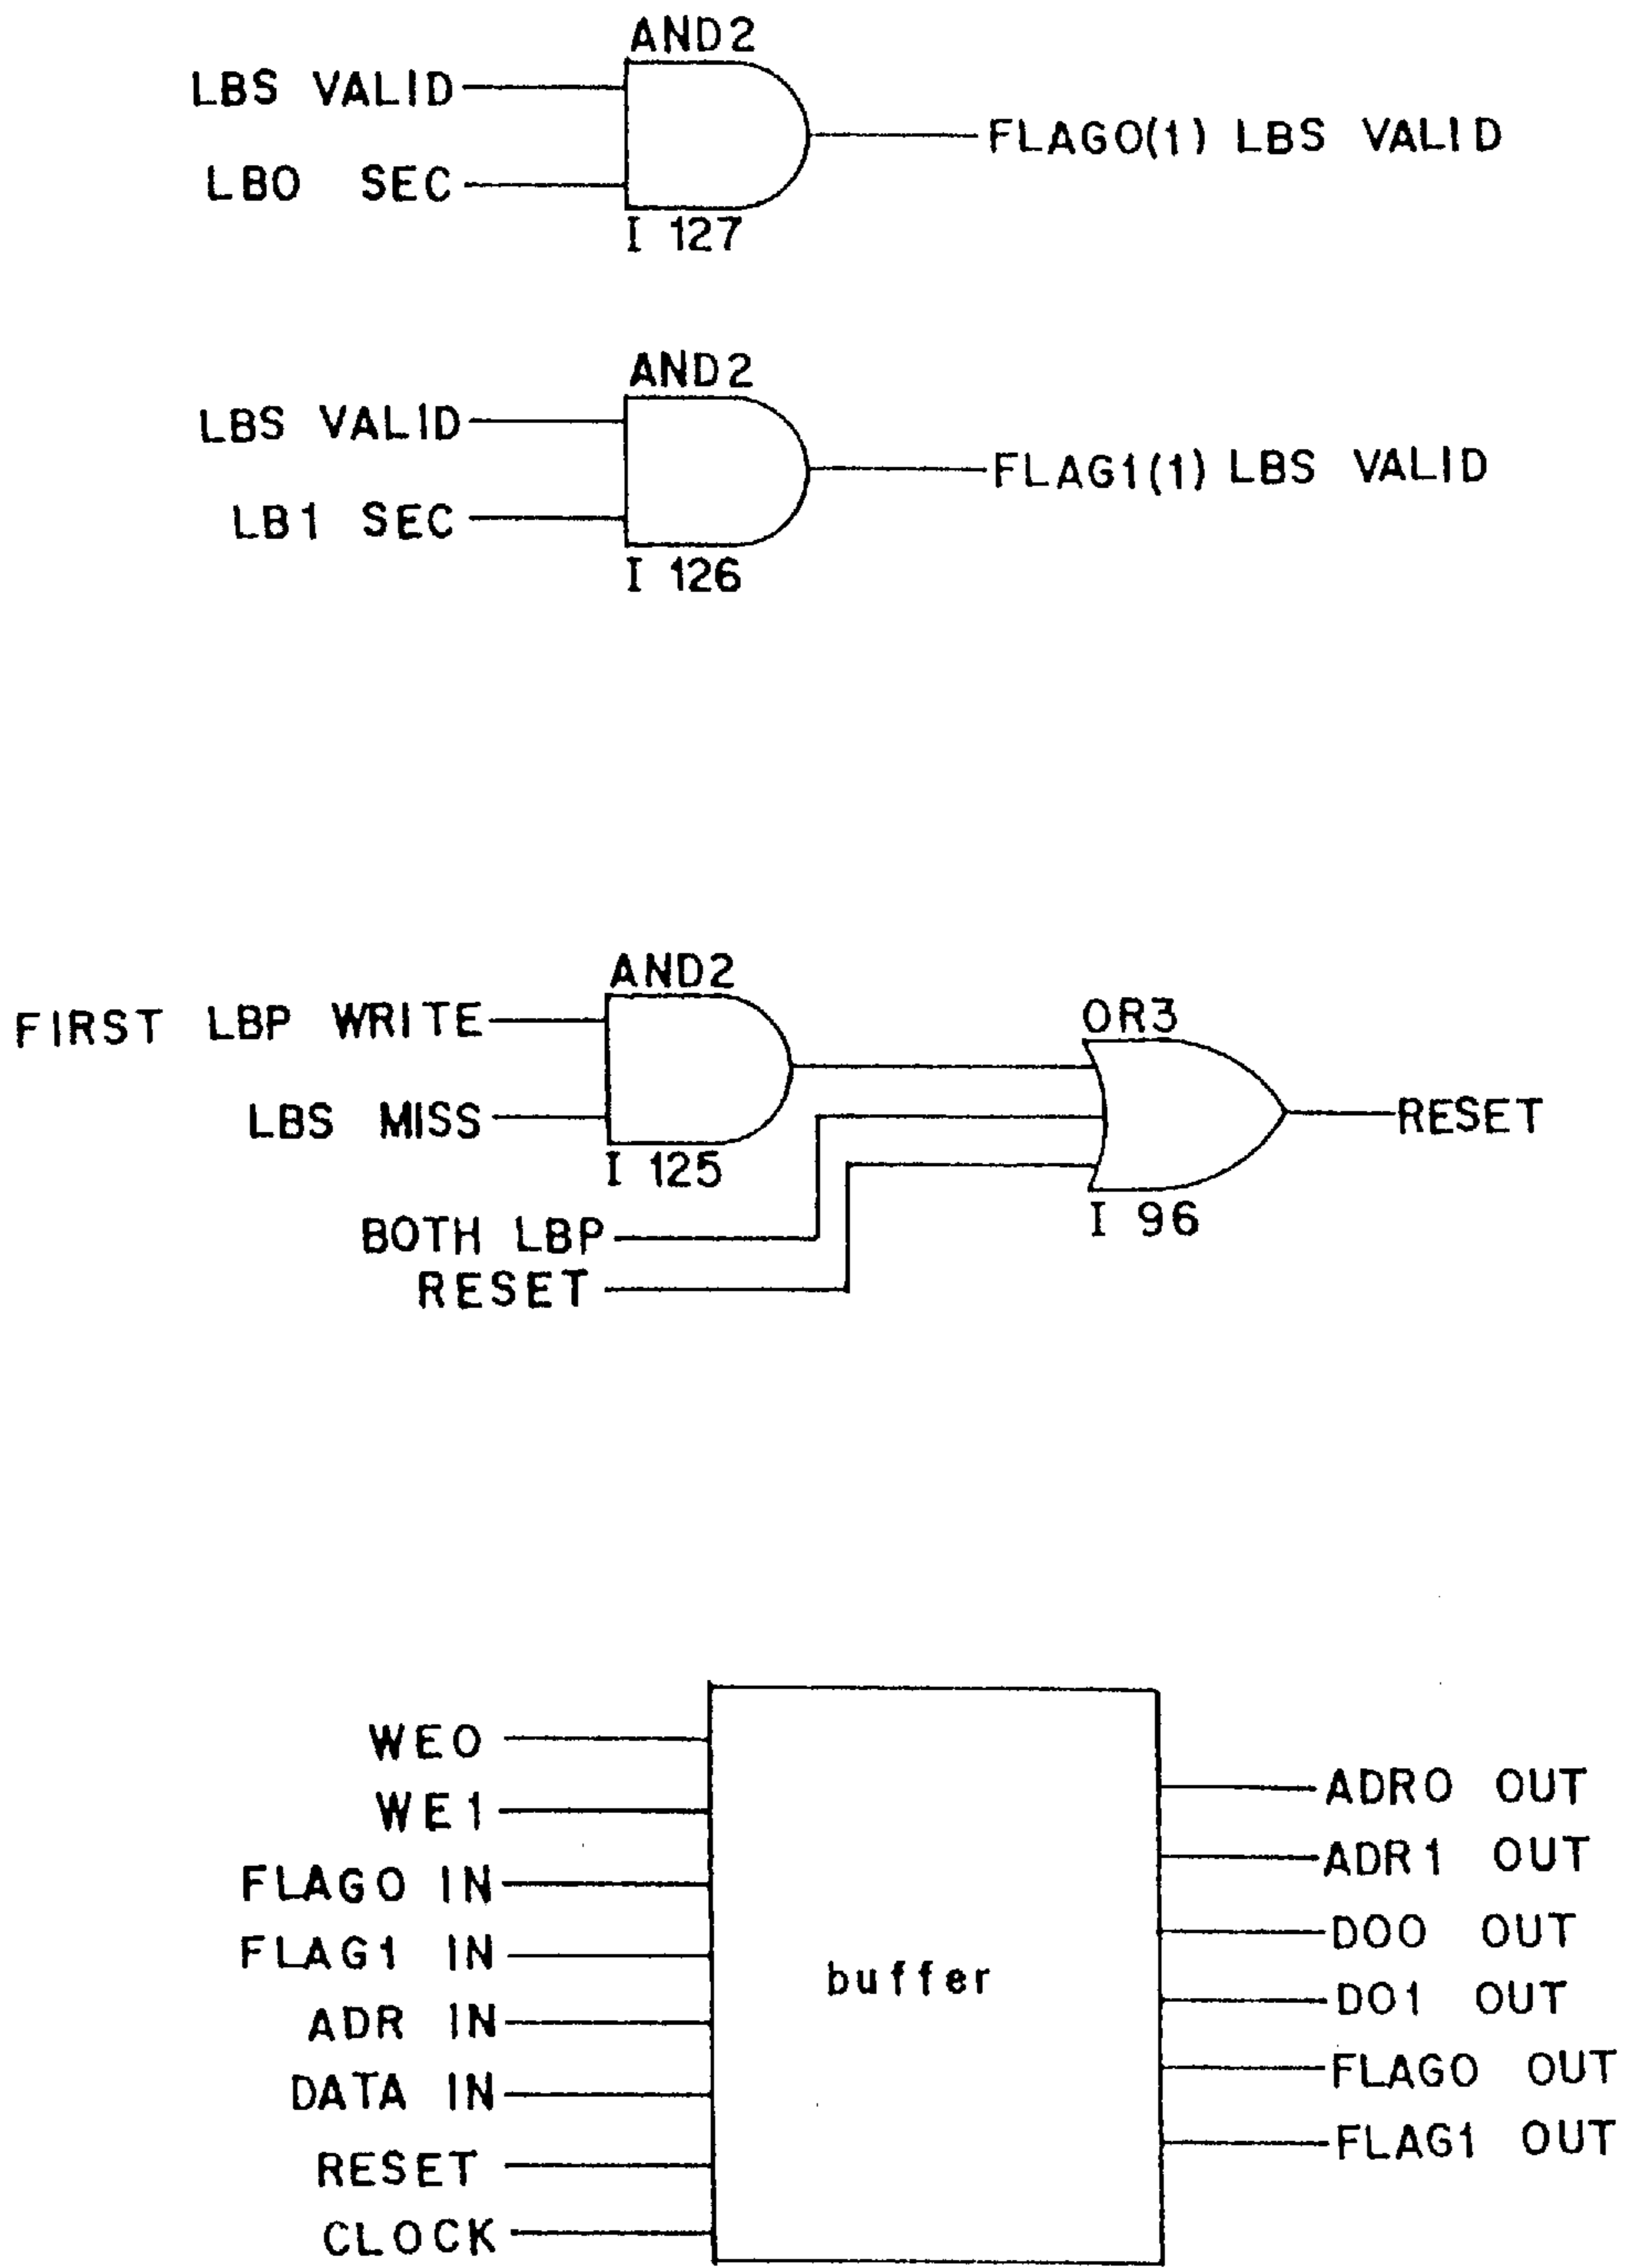 AND2
LBS VALID
LB0 SEC
FLAG0(1) LBS VALID
I 127
AND2
LBS VALID
LB1 SEC
FLAG1(1) LBS VALID
I 126
AND2
FIRST LBP WRITE
LBS MISS
I 125
OR3
RESET
I 96
BOTH LBP
RESET
WE0
WE1
FLAG0 IN
FLAG1 IN
ADR IN
DATA IN
RESET
CLOCK
buffer
ADR0 OUT
ADR1 OUT
DO0 OUT
DO1 OUT
FLAG0 OUT
FLAG1 OUT